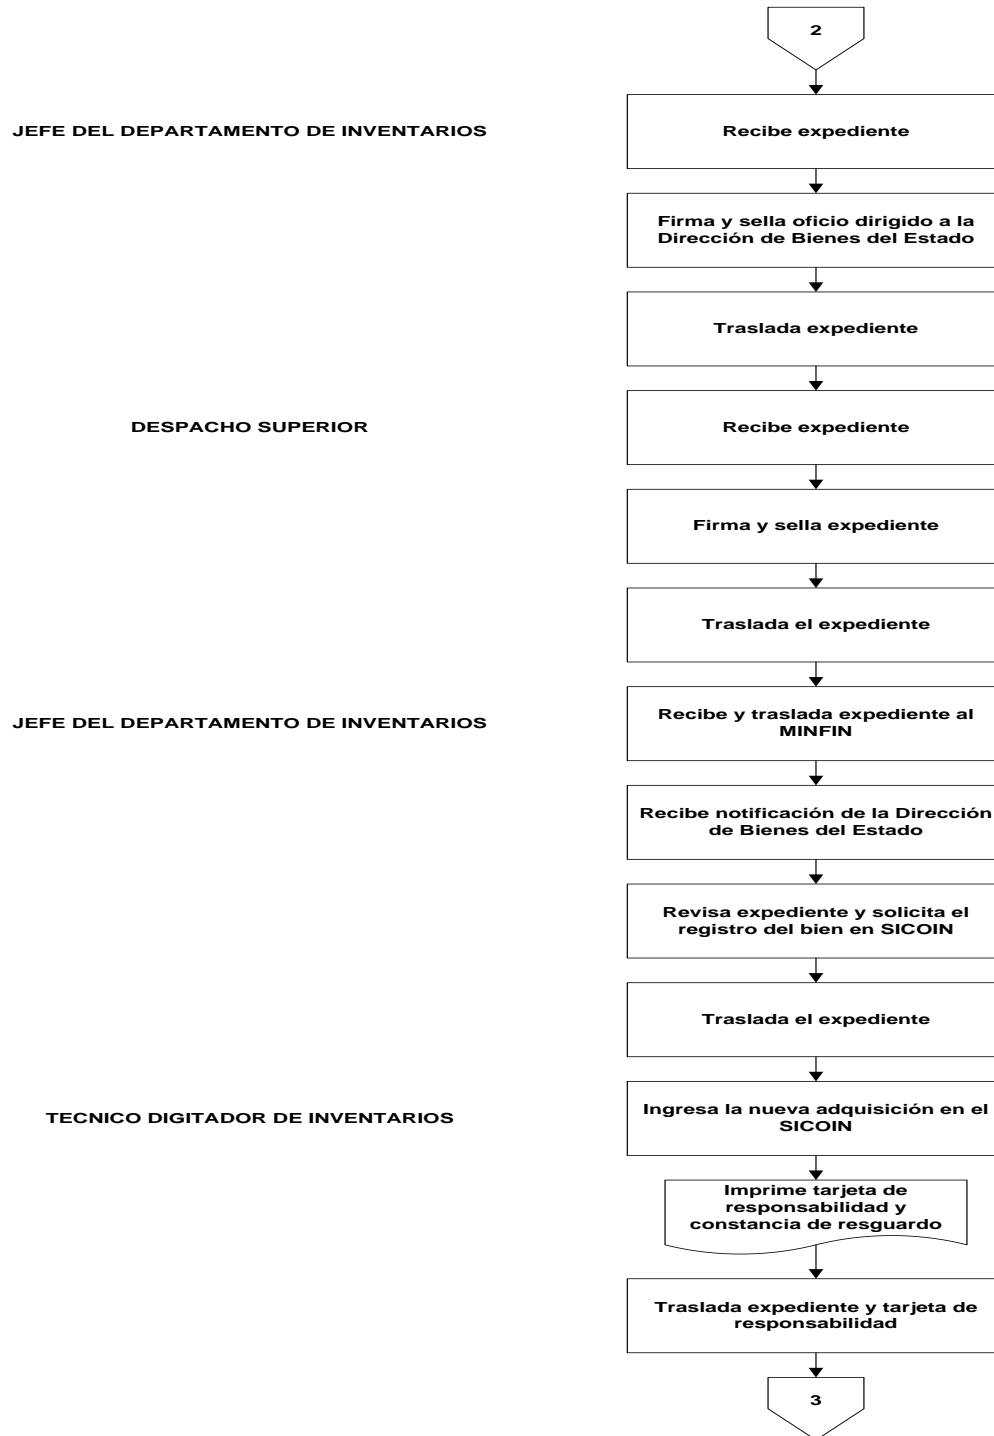 2
JEFE DEL DEPARTAMENTO DE INVENTARIOS
Recibe expediente
Firma y sella oficio dirigido a la
Dirección de Bienes del Estado
Traslada expediente
DESPACHO SUPERIOR
Recibe expediente
Firma y sella expediente
Traslada el expediente
JEFE DEL DEPARTAMENTO DE INVENTARIOS
Recibe y traslada expediente al
MINFIN
Recibe notificación de la Dirección
de Bienes del Estado
Revisa expediente y solicita el
registro del bien en SICOIN
Traslada el expediente
TECNICO DIGITADOR DE INVENTARIOS
Ingresa la nueva adquisición en el
SICOIN
Imprime tarjeta de
responsabilidad y
constancia de resguardo
Traslada expediente y tarjeta de
responsabilidad
3